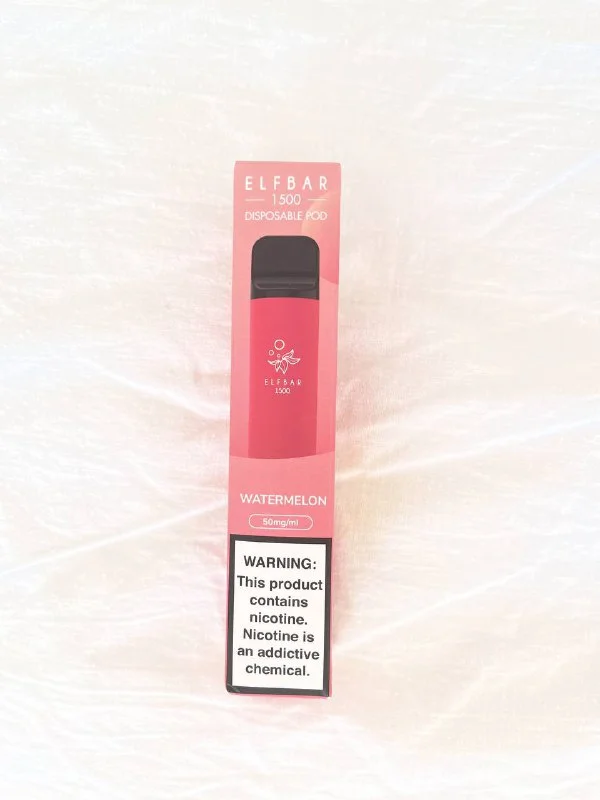 ELFBAR
1500
DISPOSABLE POD
ELFBAR
1500
WATERMELON
50mg/ml
WARNING:
This product
contains
nicotine.
Nicotine is
an addictive
chemical.